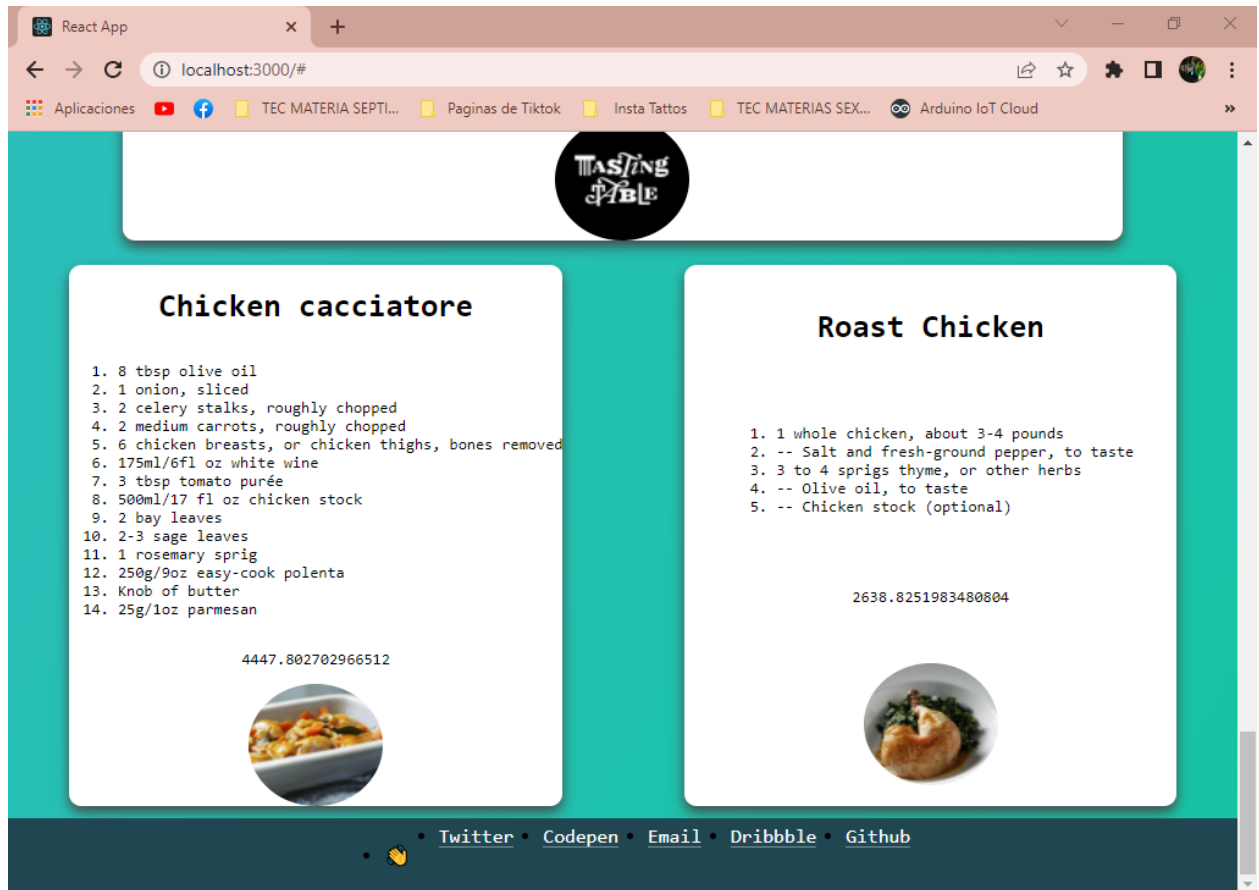 React App
localhost:3000/#
Aplicaciones
TEC MATERIA SEPTI...
Paginas de Tiktok
Insta Tattos
TEC MATERIAS SEX...
Arduino IoT Cloud
»
TASTING
TABLE
Chicken cacciatore
1. 8 tbsp olive oil
2. 1 onion, sliced
3. 2 celery stalks, roughly chopped
4. 2 medium carrots, roughly chopped
5. 6 chicken breasts, or chicken thighs, bones removed
6. 175ml/6fl oz white wine
7. 3 tbsp tomato purée
8. 500ml/17 fl oz chicken stock
9. 2 bay leaves
10. 2-3 sage leaves
11. 1 rosemary sprig
12. 250g/9oz easy-cook polenta
13. Knob of butter
14. 25g/1oz parmesan
4447.802702966512
Roast Chicken
1. 1 whole chicken, about 3-4 pounds
2. -- Salt and fresh-ground pepper, to taste
3. 3 to 4 sprigs thyme, or other herbs
4. -- Olive oil, to taste
5. -- Chicken stock (optional)
2638.8251983480804
• Twitter • Codepen • Email • Dribbble • Github
• 👋